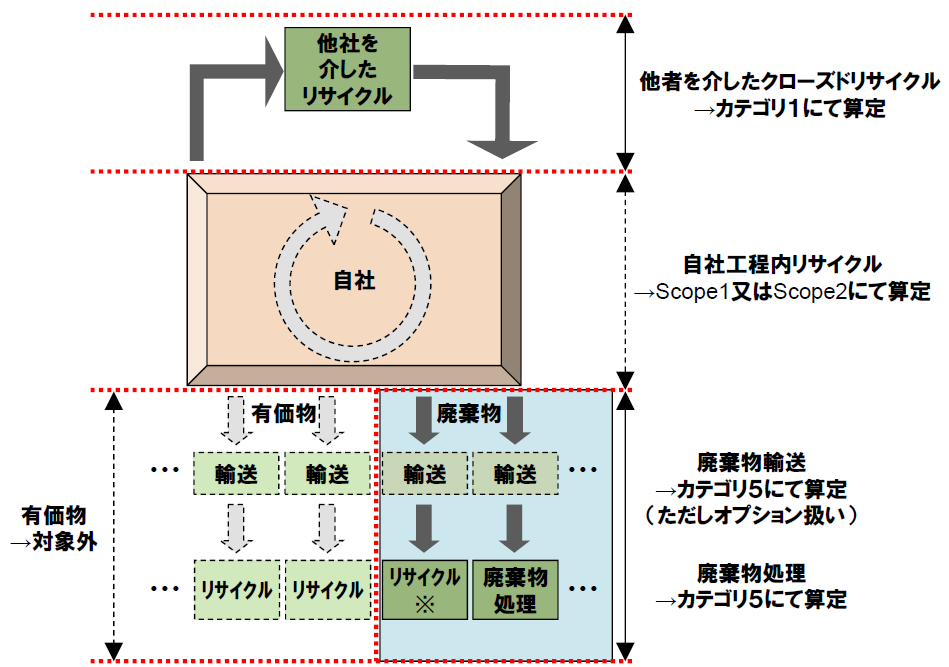 他社を
介した
リサイクル
他者を介したクローズドリサイクル
→カテゴリ1にて算定
自社
自社工程内リサイクル
→Scope1又はScope2にて算定
有価物
廃棄物
・・・
輸送
輸送
輸送
輸送
・・・
廃棄物輸送
→カテゴリ5にて算定
（ただしオプション扱い）
有価物
→対象外
・・・
リサイクル
リサイクル
リサイクル
※
廃棄物
処理
・・・
廃棄物処理
→カテゴリ5にて算定